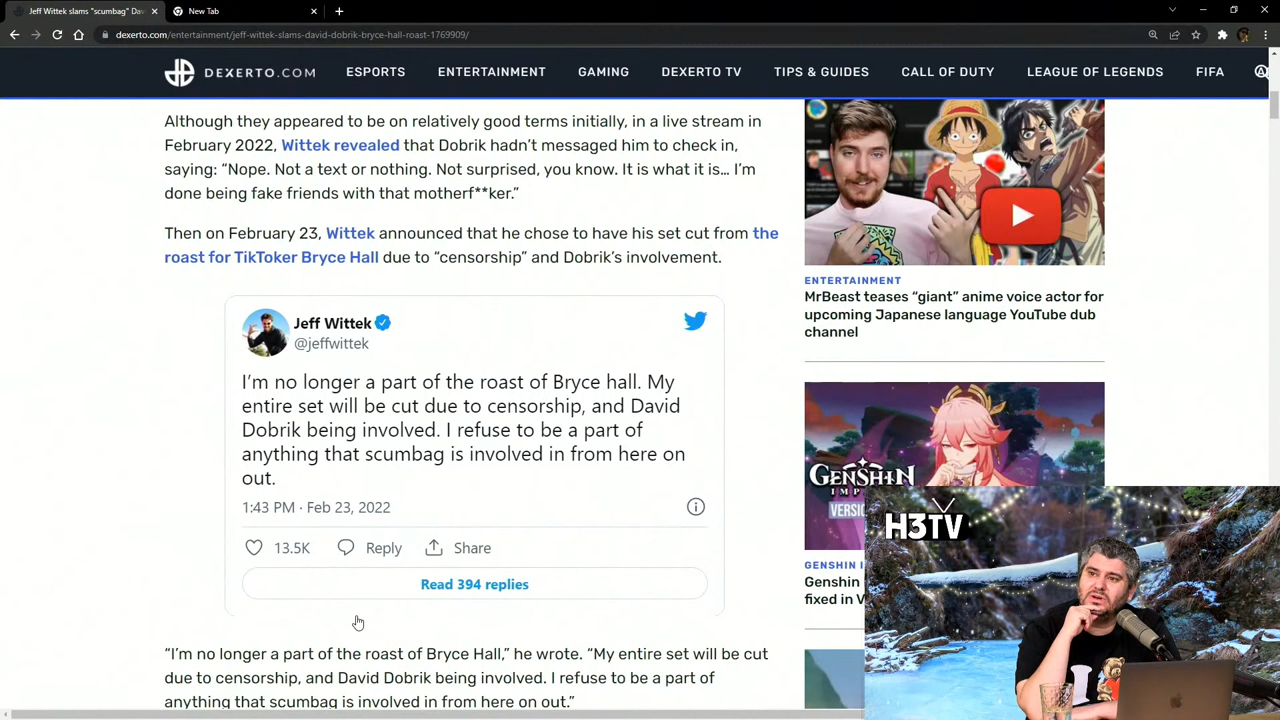 Jeff Wittek slams "scumbag" Dav
New Tab
dexerto.com/entertainment/jeff-wittek-slams-david-dobrik-bryce-hall-roast-1769909/
DEXERTO.COM
ESPORTS
ENTERTAINMENT
GAMING
DEXERTO TV
TIPS & GUIDES
CALL OF DUTY
LEAGUE OF LEGENDS
FIFA
Although they appeared to be on relatively good terms initially, in a live stream in
February 2022, Wittek revealed that Dobrik hadn’t messaged him to check in,
saying: “Nope. Not a text or nothing. Not surprised, you know. It is what it is… I’m
done being fake friends with that motherf**ker.”
Then on February 23, Wittek announced that he chose to have his set cut from the
roast for TikToker Bryce Hall due to “censorship” and Dobrik’s involvement.
Jeff Wittek
@jeffwittek
I’m no longer a part of the roast of Bryce hall. My
entire set will be cut due to censorship, and David
Dobrik being involved. I refuse to be a part of
anything that scumbag is involved in from here on
out.
1:43 PM · Feb 23, 2022
13.5K
Reply
Share
Read 394 replies
“I’m no longer a part of the roast of Bryce Hall,” he wrote. “My entire set will be cut
due to censorship, and David Dobrik being involved. I refuse to be a part of
anything that scumbag is involved in from here on out.”
ENTERTAINMENT
MrBeast teases “giant” anime voice actor for
upcoming Japanese language YouTube dub
channel
GENSHIN
IMP
VERSIO
GENSHIN I
Genshin
fixed in V
H3TV
I